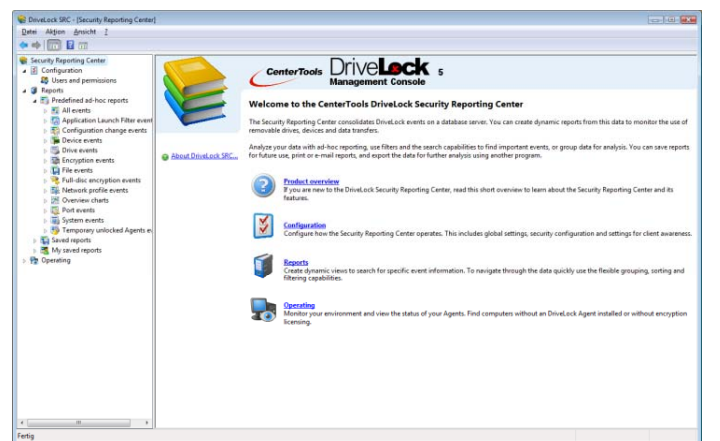 DriveLock SRC - [Security Reporting Center]
Datei Aktion Ansicht ?
Security Reporting Center
Configuration
Users and permissions
Reports
Predefined ad-hoc reports
All events
Application Launch Filter event
Configuration change events
Device events
Drive events
Encryption events
File events
Full-disc encryption events
Network profile events
Overview charts
Port events
System events
Temporary unlocked Agents e
Saved reports
My saved reports
Operating
CenterTools DriveLock 5
Management Console
About DriveLock SRC...
Welcome to the CenterTools DriveLock Security Reporting Center
The Security Reporting Center consolidates DriveLock events on a database server. You can create dynamic reports from this data to monitor the use of
removable drives, devices and data transfers.
Analyze your data with ad-hoc reporting, use filters and the search capabilities to find important events, or group data for analysis. You can save reports
for future use, print or e-mail reports, and export the data for further analysis using another program.
Product overview
If you are new to the DriveLock Security Reporting Center, read this short overview to learn about the Security Reporting Center and its
features.
Configuration
Configure how the Security Reporting Center operates. This includes global settings, security configuration and settings for client awareness.
Reports
Create dynamic views to search for specific event information. To navigate through the data quickly use the flexible grouping, sorting and
filtering capabilities.
Operating
Monitor your environment and view the status of your Agents. Find computers without an DriveLock Agent installed or without encryption
licensing.
Fertig